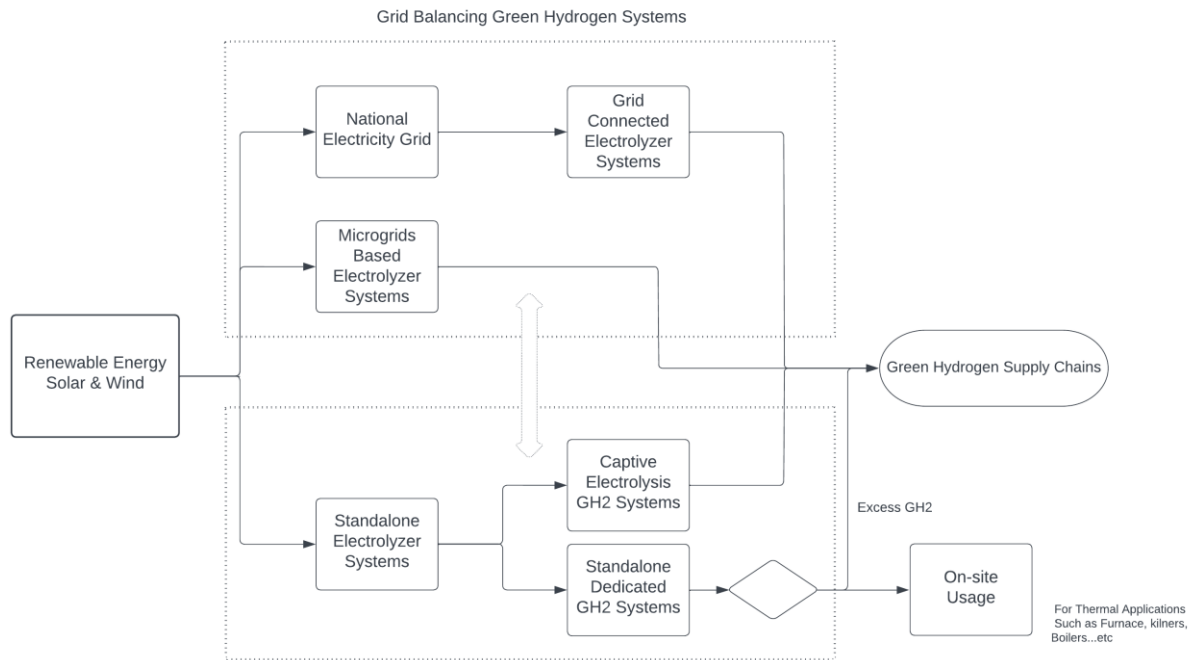 Grid Balancing Green Hydrogen Systems
National
Electricity Grid
Grid
Connected
Electrolyzer
Systems
Microgrids
Based
Electrolyzer
Systems
Renewable Energy
Solar & Wind
Green Hydrogen Supply Chains
Captive
Electrolysis
GH2 Systems
Excess GH2
Standalone
Electrolyzer
Systems
Standalone
Dedicated
GH2 Systems
On-site
Usage
For Thermal Applications
Such as Furnace, kilners,
Boilers...etc